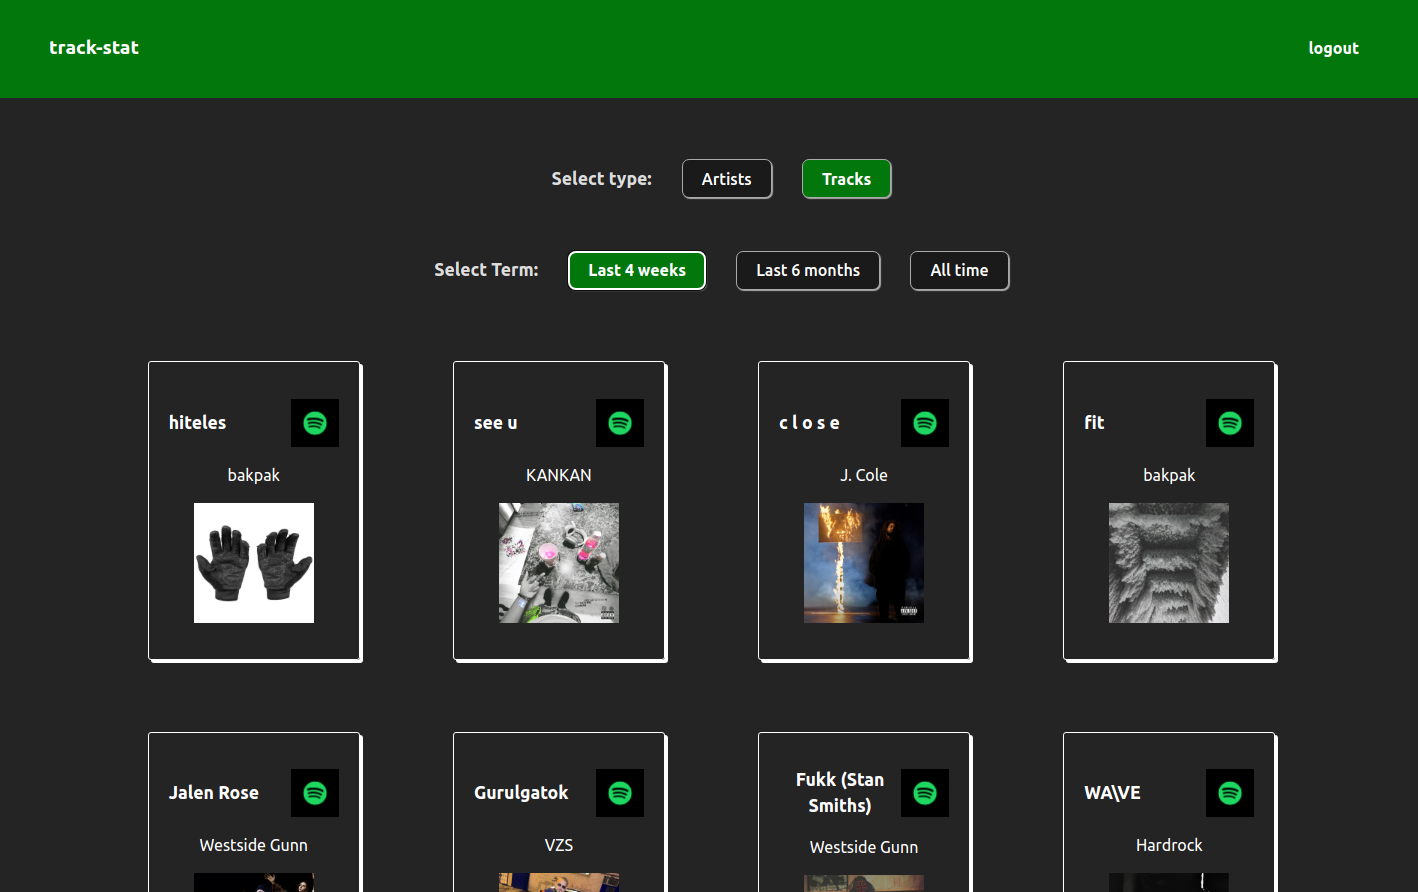 track-stat
logout
Select type:
Artists
Tracks
Select Term:
Last 4 weeks
Last 6 months
All time
hiteles
bakpak
see u
KANKAN
c l o s e
J. Cole
fit
bakpak
Jalen Rose
Westside Gunn
Gurulgatok
VZS
Fukk (Stan
Smiths)
Westside Gunn
WA\VE
Hardrock